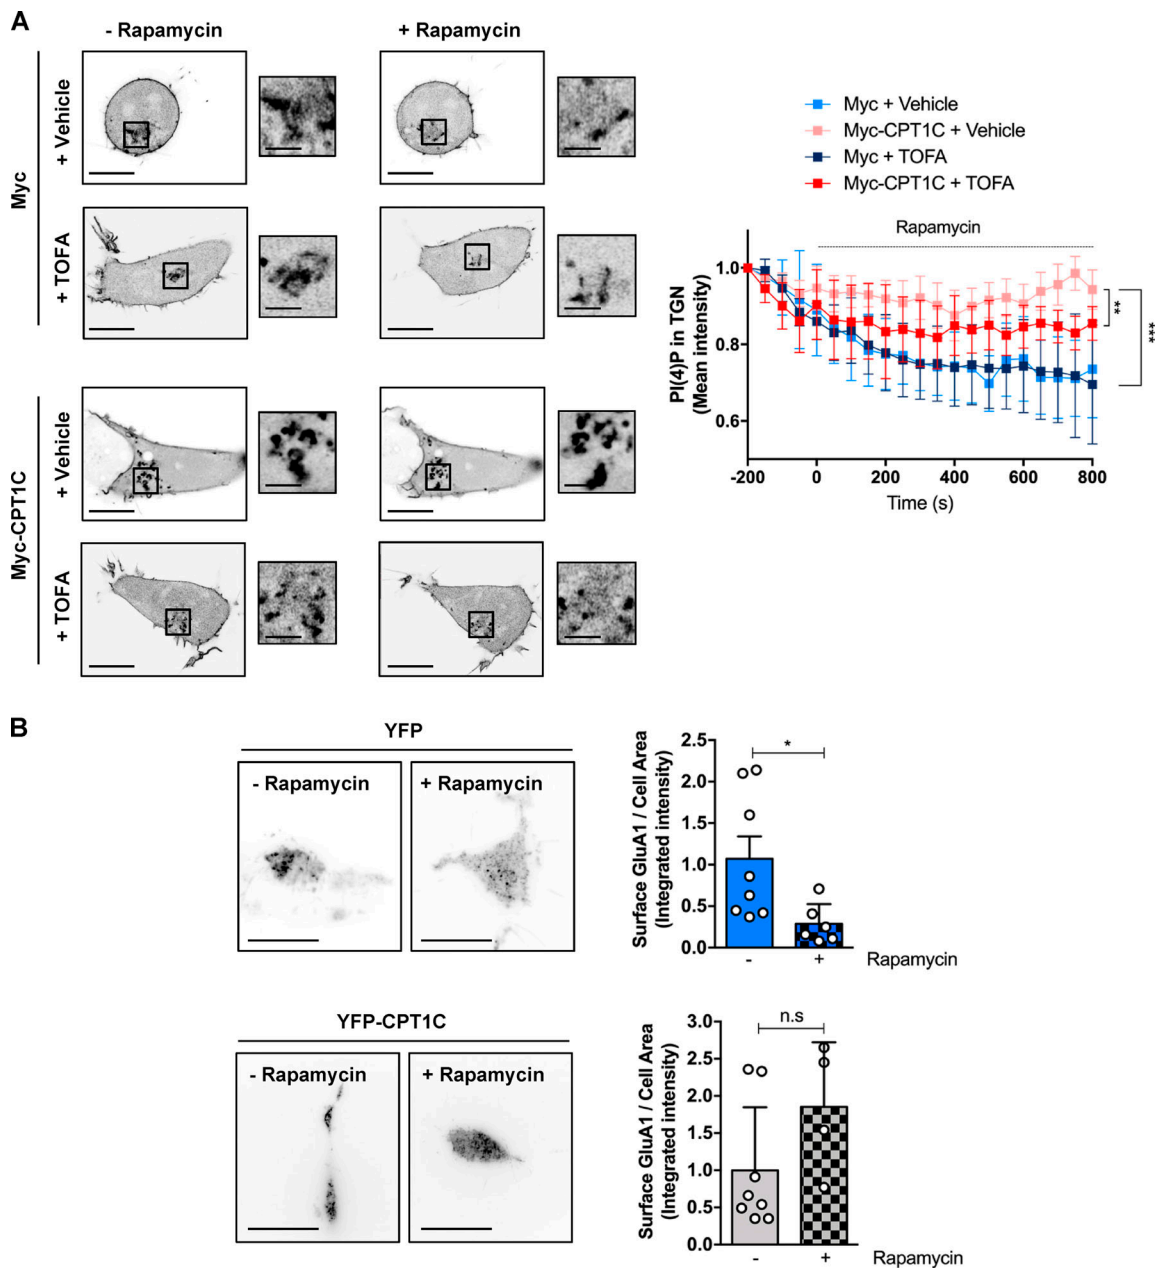 A
- Rapamycin
+ Rapamycin
Myc
+ Vehicle
+ TOFA
Myc-CPT1C
+ Vehicle
+ TOFA
Myc + Vehicle
Myc-CPT1C + Vehicle
Myc + TOFA
Myc-CPT1C + TOFA
Rapamycin
PI(4)P in TGN
(Mean intensity)
1.0
0.8
0.6
**
***
-200
0
200
400
600
800
Time (s)
B
YFP
- Rapamycin
+ Rapamycin
Surface GluA1 / Cell Area
(Integrated intensity)
2.5
2.0
1.5
1.0
0.5
0.0
*
-
+
Rapamycin
YFP-CPT1C
- Rapamycin
+ Rapamycin
Surface GluA1 / Cell Area
(Integrated intensity)
3.0
2.5
2.0
1.5
1.0
0.5
0.0
n.s
-
+
Rapamycin